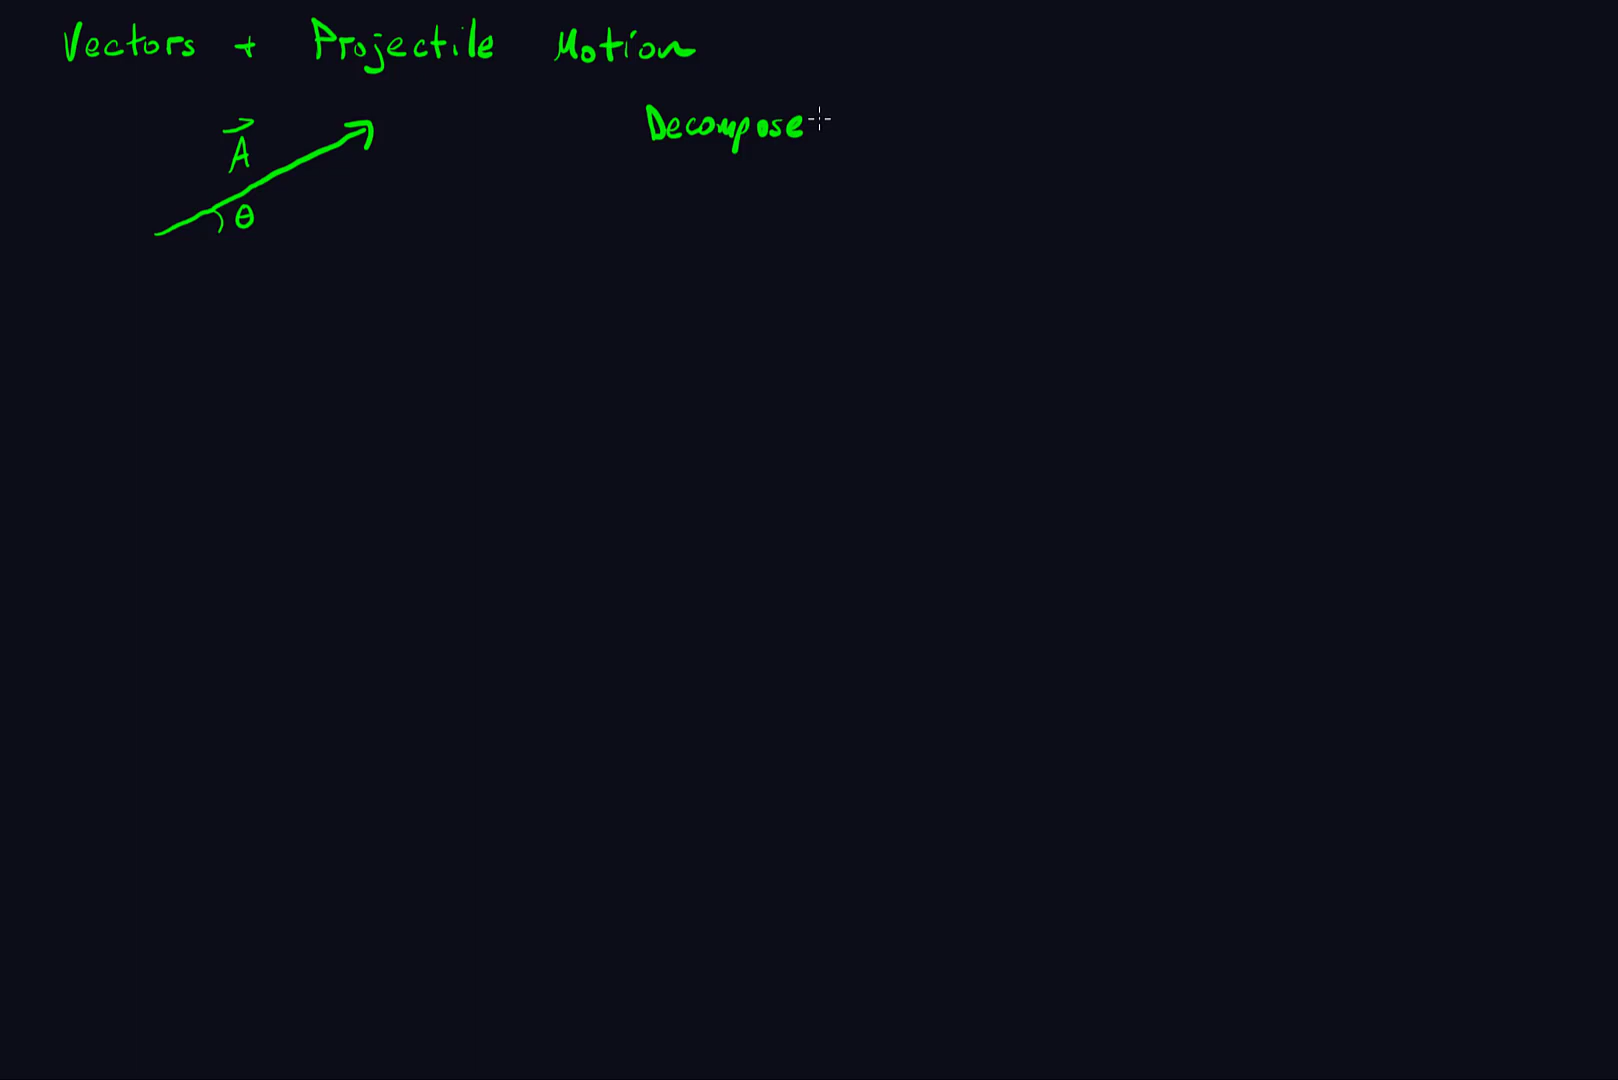 Vectors + Projectile Motion
Decompose
A⃗
θ